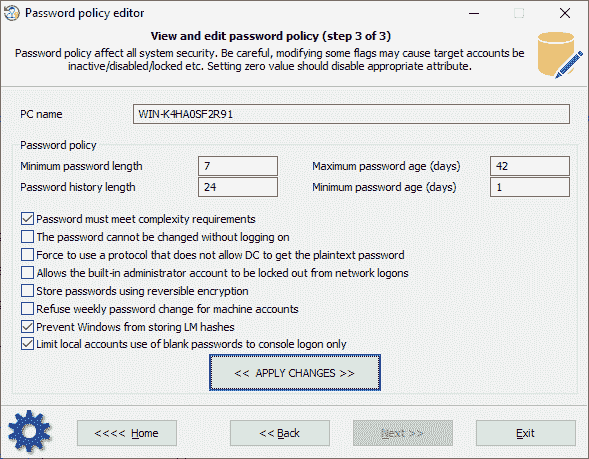 Password policy editor
View and edit password policy (step 3 of 3)
Password policy affect all system security. Be careful, modifying some flags may cause target accounts be
inactive/disabled/locked etc. Setting zero value should disable appropriate attribute.
PC name WIN-K4HA0SF2R91
Password policy
Minimum password length 7 Maximum password age (days) 42
Password history length 24 Minimum password age (days) 1
Password must meet complexity requirements
The password cannot be changed without logging on
Force to use a protocol that does not allow DC to get the plaintext password
Allows the built-in administrator account to be locked out from network logons
Store passwords using reversible encryption
Refuse weekly password change for machine accounts
Prevent Windows from storing LM hashes
Limit local accounts use of blank passwords to console logon only
<< APPLY CHANGES >>
<<<< Home << Back Next >> Exit